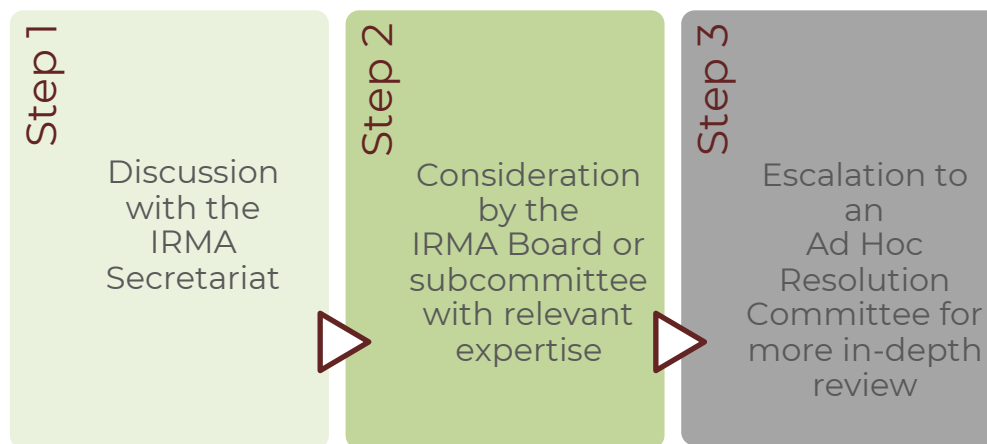 Step 1
Discussion
with the
IRMA
Secretariat
Step 2
Consideration
by the
IRMA Board or
subcommittee
with relevant
expertise
Step 3
Escalation to
an
Ad Hoc
Resolution
Committee for
more in-depth
review